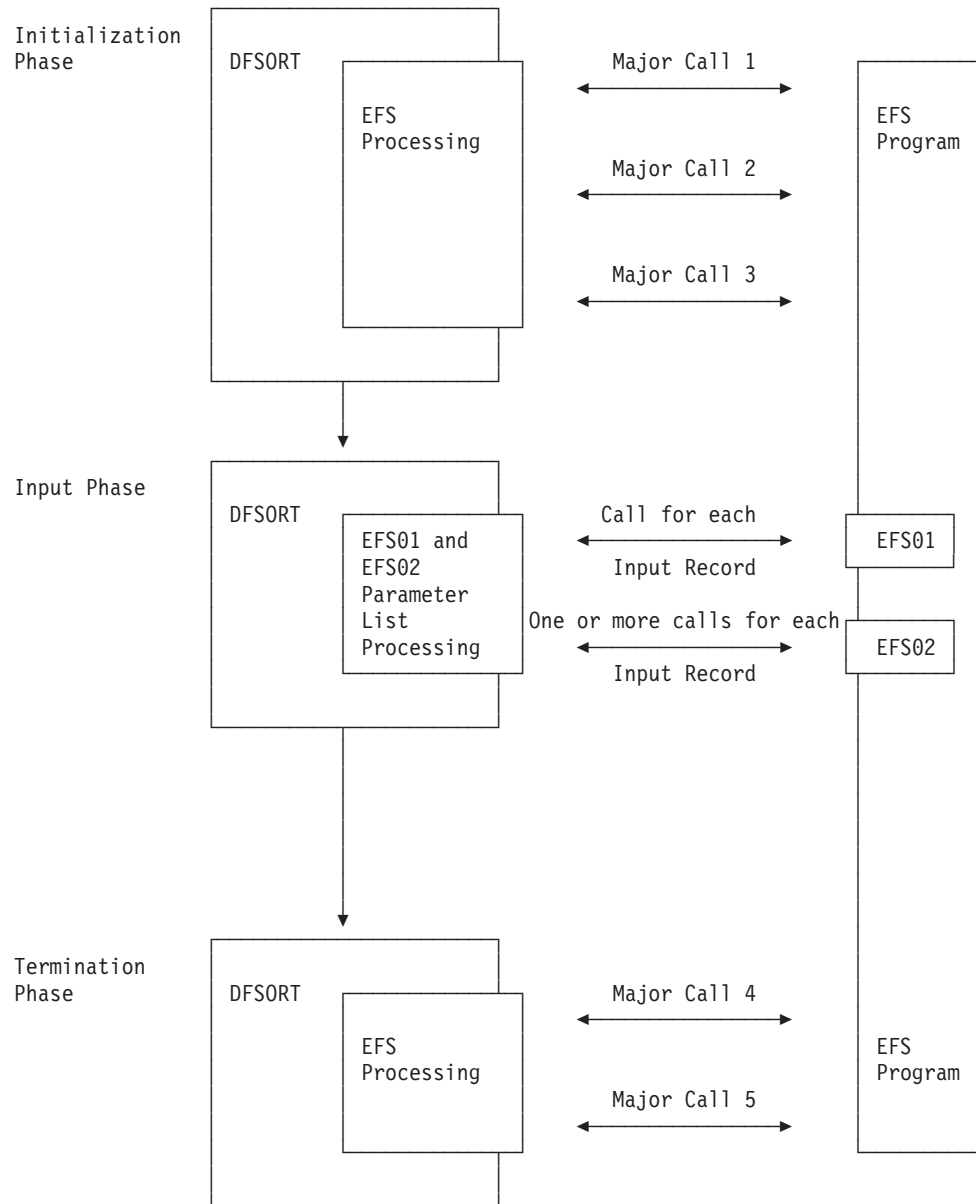 Initialization
Phase
DFSORT
EFS
Processing
Major Call 1
Major Call 2
Major Call 3
EFS
Program
Input Phase
DFSORT
EFS01 and
EFS02
Parameter
List
Processing
Call for each
Input Record
One or more calls for each
Input Record
EFS01
EFS02
Termination
Phase
DFSORT
EFS
Processing
Major Call 4
Major Call 5
EFS
Program